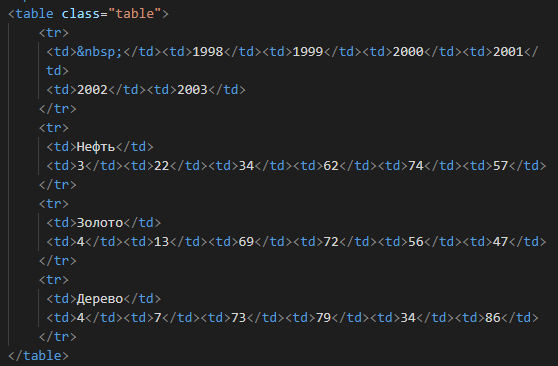 <table class="table">
<tr>
<td>&nbsp;</td><td>1998</td><td>1999</td><td>2000</td><td>2001</
td>
<td>2002</td><td>2003</td>
</tr>
<tr>
<td>Нефть</td>
<td>3</td><td>22</td><td>34</td><td>62</td><td>74</td><td>57</td>
</tr>
<tr>
<td>Золото</td>
<td>4</td><td>13</td><td>69</td><td>72</td><td>56</td><td>47</td>
</tr>
<tr>
<td>Дерево</td>
<td>4</td><td>7</td><td>73</td><td>79</td><td>34</td><td>86</td>
</tr>
</table>